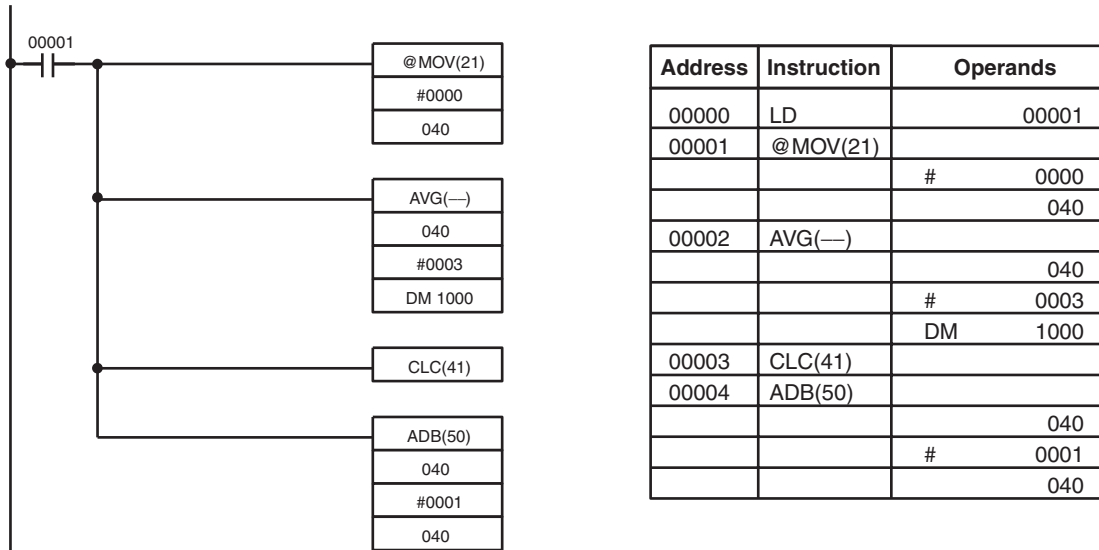 00001
@MOV(21)
#0000
040
AVG(––)
040
#0003
DM 1000
CLC(41)
ADB(50)
040
#0001
040
Address Instruction Operands
00000 LD 00001
00001 @MOV(21)
# 0000
040
00002 AVG(––)
040
# 0003
DM 1000
00003 CLC(41)
00004 ADB(50)
040
# 0001
040